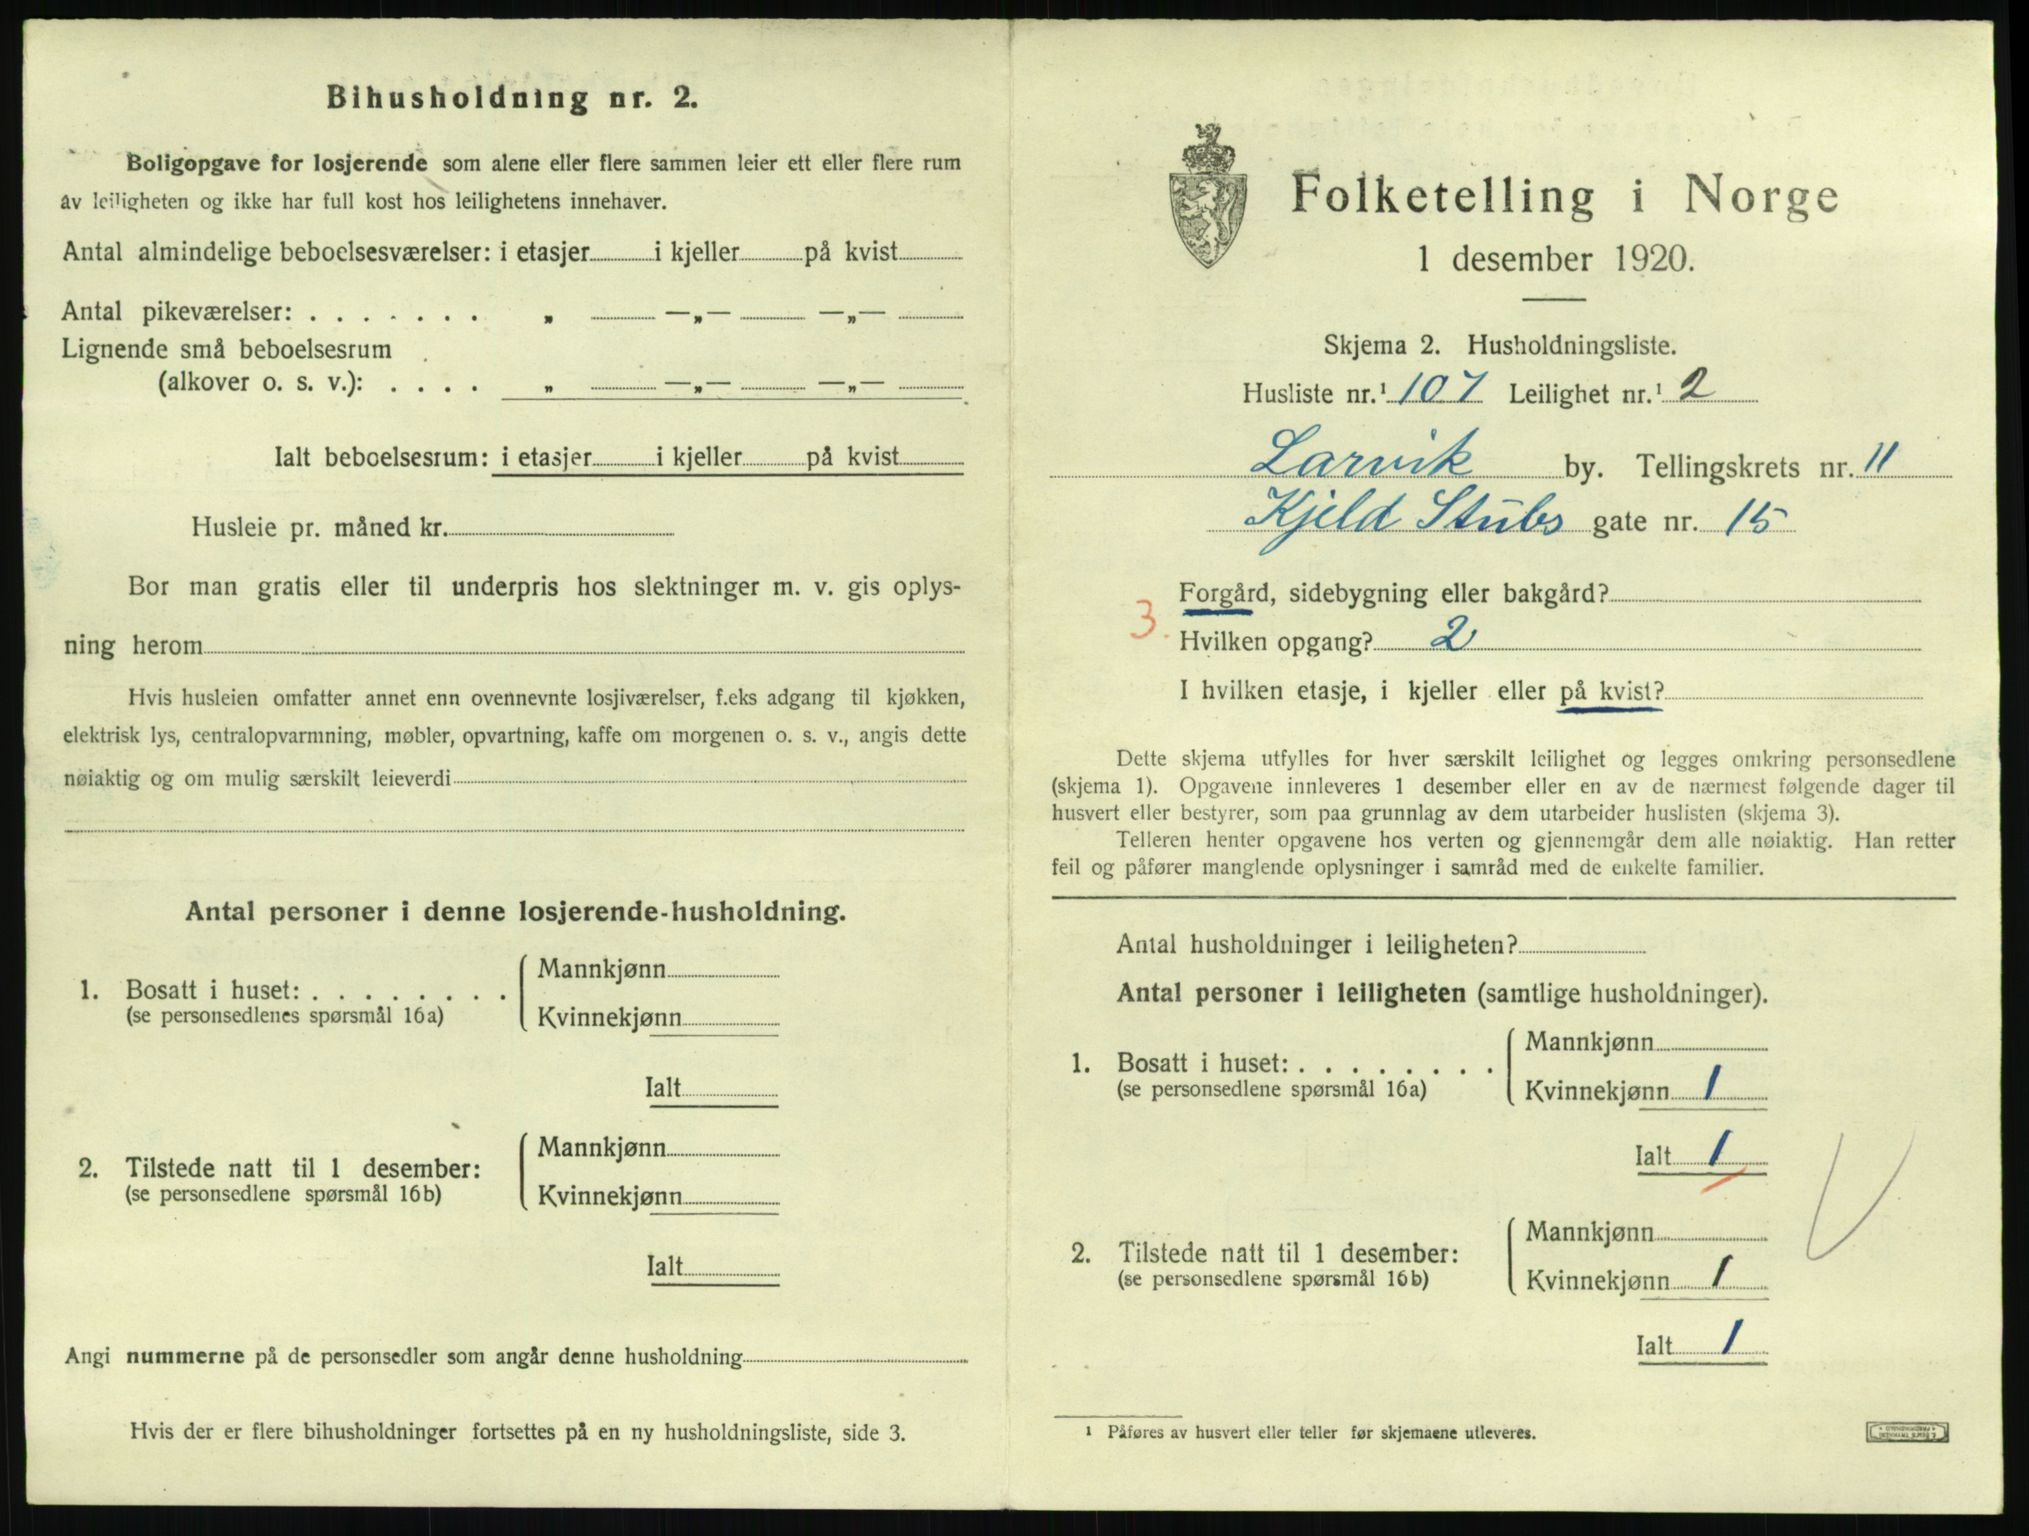 Bihusholdning nr. 2.
Boligopgave for losjerende som alene eller flere sammen leier ett eller flere rum
av leiligheten og ikke har full kost hos leilighetens innehaver.
Antal almindelige beboelsesværelser: i etasjer i kjeller på kvist
Antal pikeværelser: . . . . . . . „ —„— —„—
Lignende små beboelsesrum
(alkover o. s. v.): . . . . „ —„— —„—
Ialt beboelsesrum: i etasjer i kjeller på kvist
Husleie pr. måned kr.
Bor man gratis eller til underpris hos slektninger m. v. gis oplys-
ning herom
Hvis husleien omfatter annet enn ovennevnte losjiværelser, f.eks adgang til kjøkken,
elektrisk lys, centralopvarmning, møbler, opvartning, kaffe om morgenen o. s. v., angis dette
nøiaktig og om mulig særskilt leieverdi
Antal personer i denne losjerende-husholdning.
1. Bosatt i huset: . . . . . . . .
(se personsedlenes spørsmål 16a)
Mannkjønn
Kvinnekjønn
Ialt
2. Tilstede natt til 1 desember:
(se personsedlene spørsmål 16b)
Mannkjønn
Kvinnekjønn
Ialt
Angi nummerne på de personsedler som angår denne husholdning
Hvis der er flere bihusholdninger fortsettes på en ny husholdningsliste, side 3.
Folketelling i Norge
1 desember 1920.
Skjema 2. Husholdningsliste.
Husliste nr.¹ 107 Leilighet nr.¹ 2
Larvik by. Tellingskrets nr. 11
Kjeld Stubs gate nr. 15
Forgård, sidebygning eller bakgård?
3.
Hvilken opgang? 2
I hvilken etasje, i kjeller eller på kvist?
Dette skjema utfylles for hver særskilt leilighet og legges omkring personsedlene
(skjema 1). Opgavene innleveres 1 desember eller en av de nærmest følgende dager til
husvert eller bestyrer, som paa grunnlag av dem utarbeider huslisten (skjema 3).
Telleren henter opgavene hos verten og gjennemgår dem alle nøiaktig. Han retter
feil og påfører manglende oplysninger i samråd med de enkelte familier.
Antal husholdninger i leiligheten?
Antal personer i leiligheten (samtlige husholdninger).
1. Bosatt i huset: . . . . . . . .
(se personsedlene spørsmål 16a)
Mannkjønn
Kvinnekjønn 1
Ialt 1
2. Tilstede natt til 1 desember:
(se personsedlene spørsmål 16b)
Mannkjønn
Kvinnekjønn 1
Ialt 1
¹ Påføres av husvert eller teller før skjemaene utleveres.